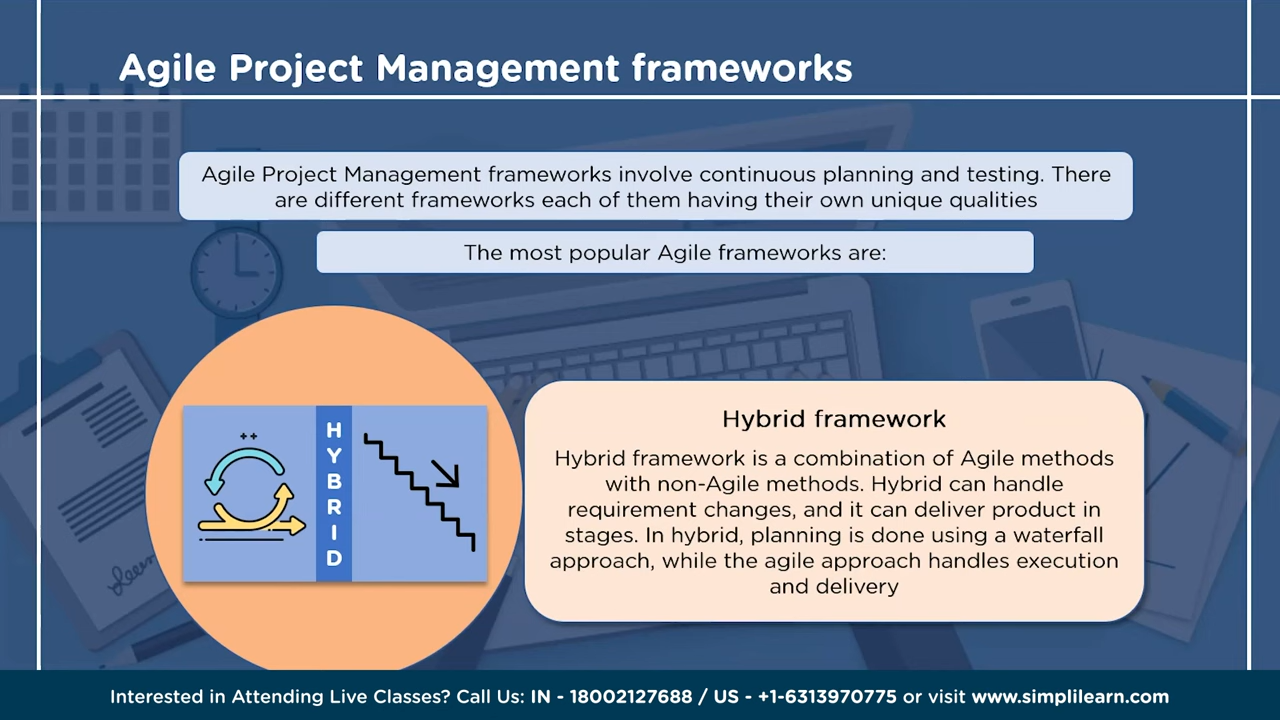 Agile Project Management frameworks
Agile Project Management frameworks involve continuous planning and testing. There
are different frameworks each of them having their own unique qualities
The most popular Agile frameworks are:
++
H
Y
B
R
I
D
Hybrid framework
Hybrid framework is a combination of Agile methods
with non-Agile methods. Hybrid can handle
requirement changes, and it can deliver product in
stages. In hybrid, planning is done using a waterfall
approach, while the agile approach handles execution
and delivery
Interested in Attending Live Classes? Call Us: IN - 18002127688 / US - +1-6313970775 or visit www.simplilearn.com